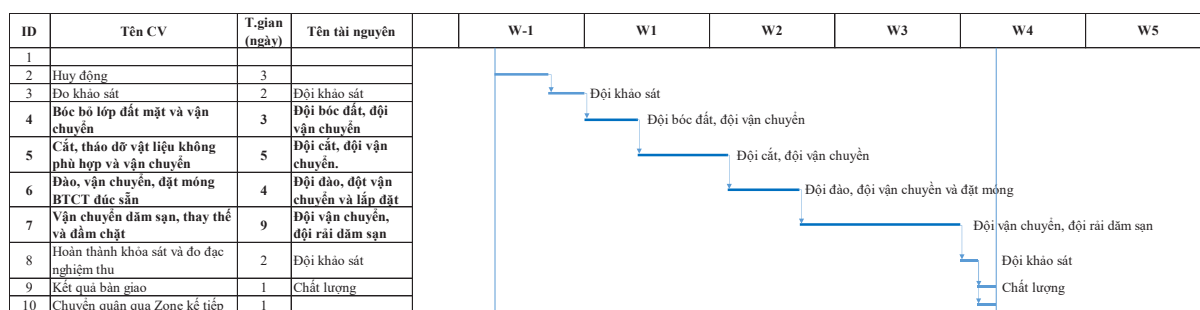 ID Tên CV T.gian (ngày) Tên tài nguyên W-1 W1 W2 W3 W4 W5
1
2 Huy động 3
3 Đo khảo sát 2 Đội khảo sát Đội khảo sát
4 Bóc bỏ lớp đất mặt và vận chuyển 3 Đội bóc đất, đội vận chuyển Đội bóc đất, đội vận chuyển
5 Cắt, tháo dỡ vật liệu không phù hợp và vận chuyển 5 Đội cắt, đội vận chuyển. Đội cắt, đội vận chuyển
6 Đào, vận chuyển, đặt móng BTCT đúc sẵn 4 Đội đào, đột vận chuyển và lắp đặt Đội đào, đội vận chuyển và đặt móng
7 Vận chuyển dăm sạn, thay thế và đầm chặt 9 Đội vận chuyển, đội rải dăm sạn Đội vận chuyển, đội rải dăm sạn
8 Hoàn thành khỏa sát và đo đạc nghiệm thu 2 Đội khảo sát Đội khảo sát
9 Kết quả bàn giao 1 Chất lượng Chất lượng
10 Chuyển quân qua Zone kế tiếp 1